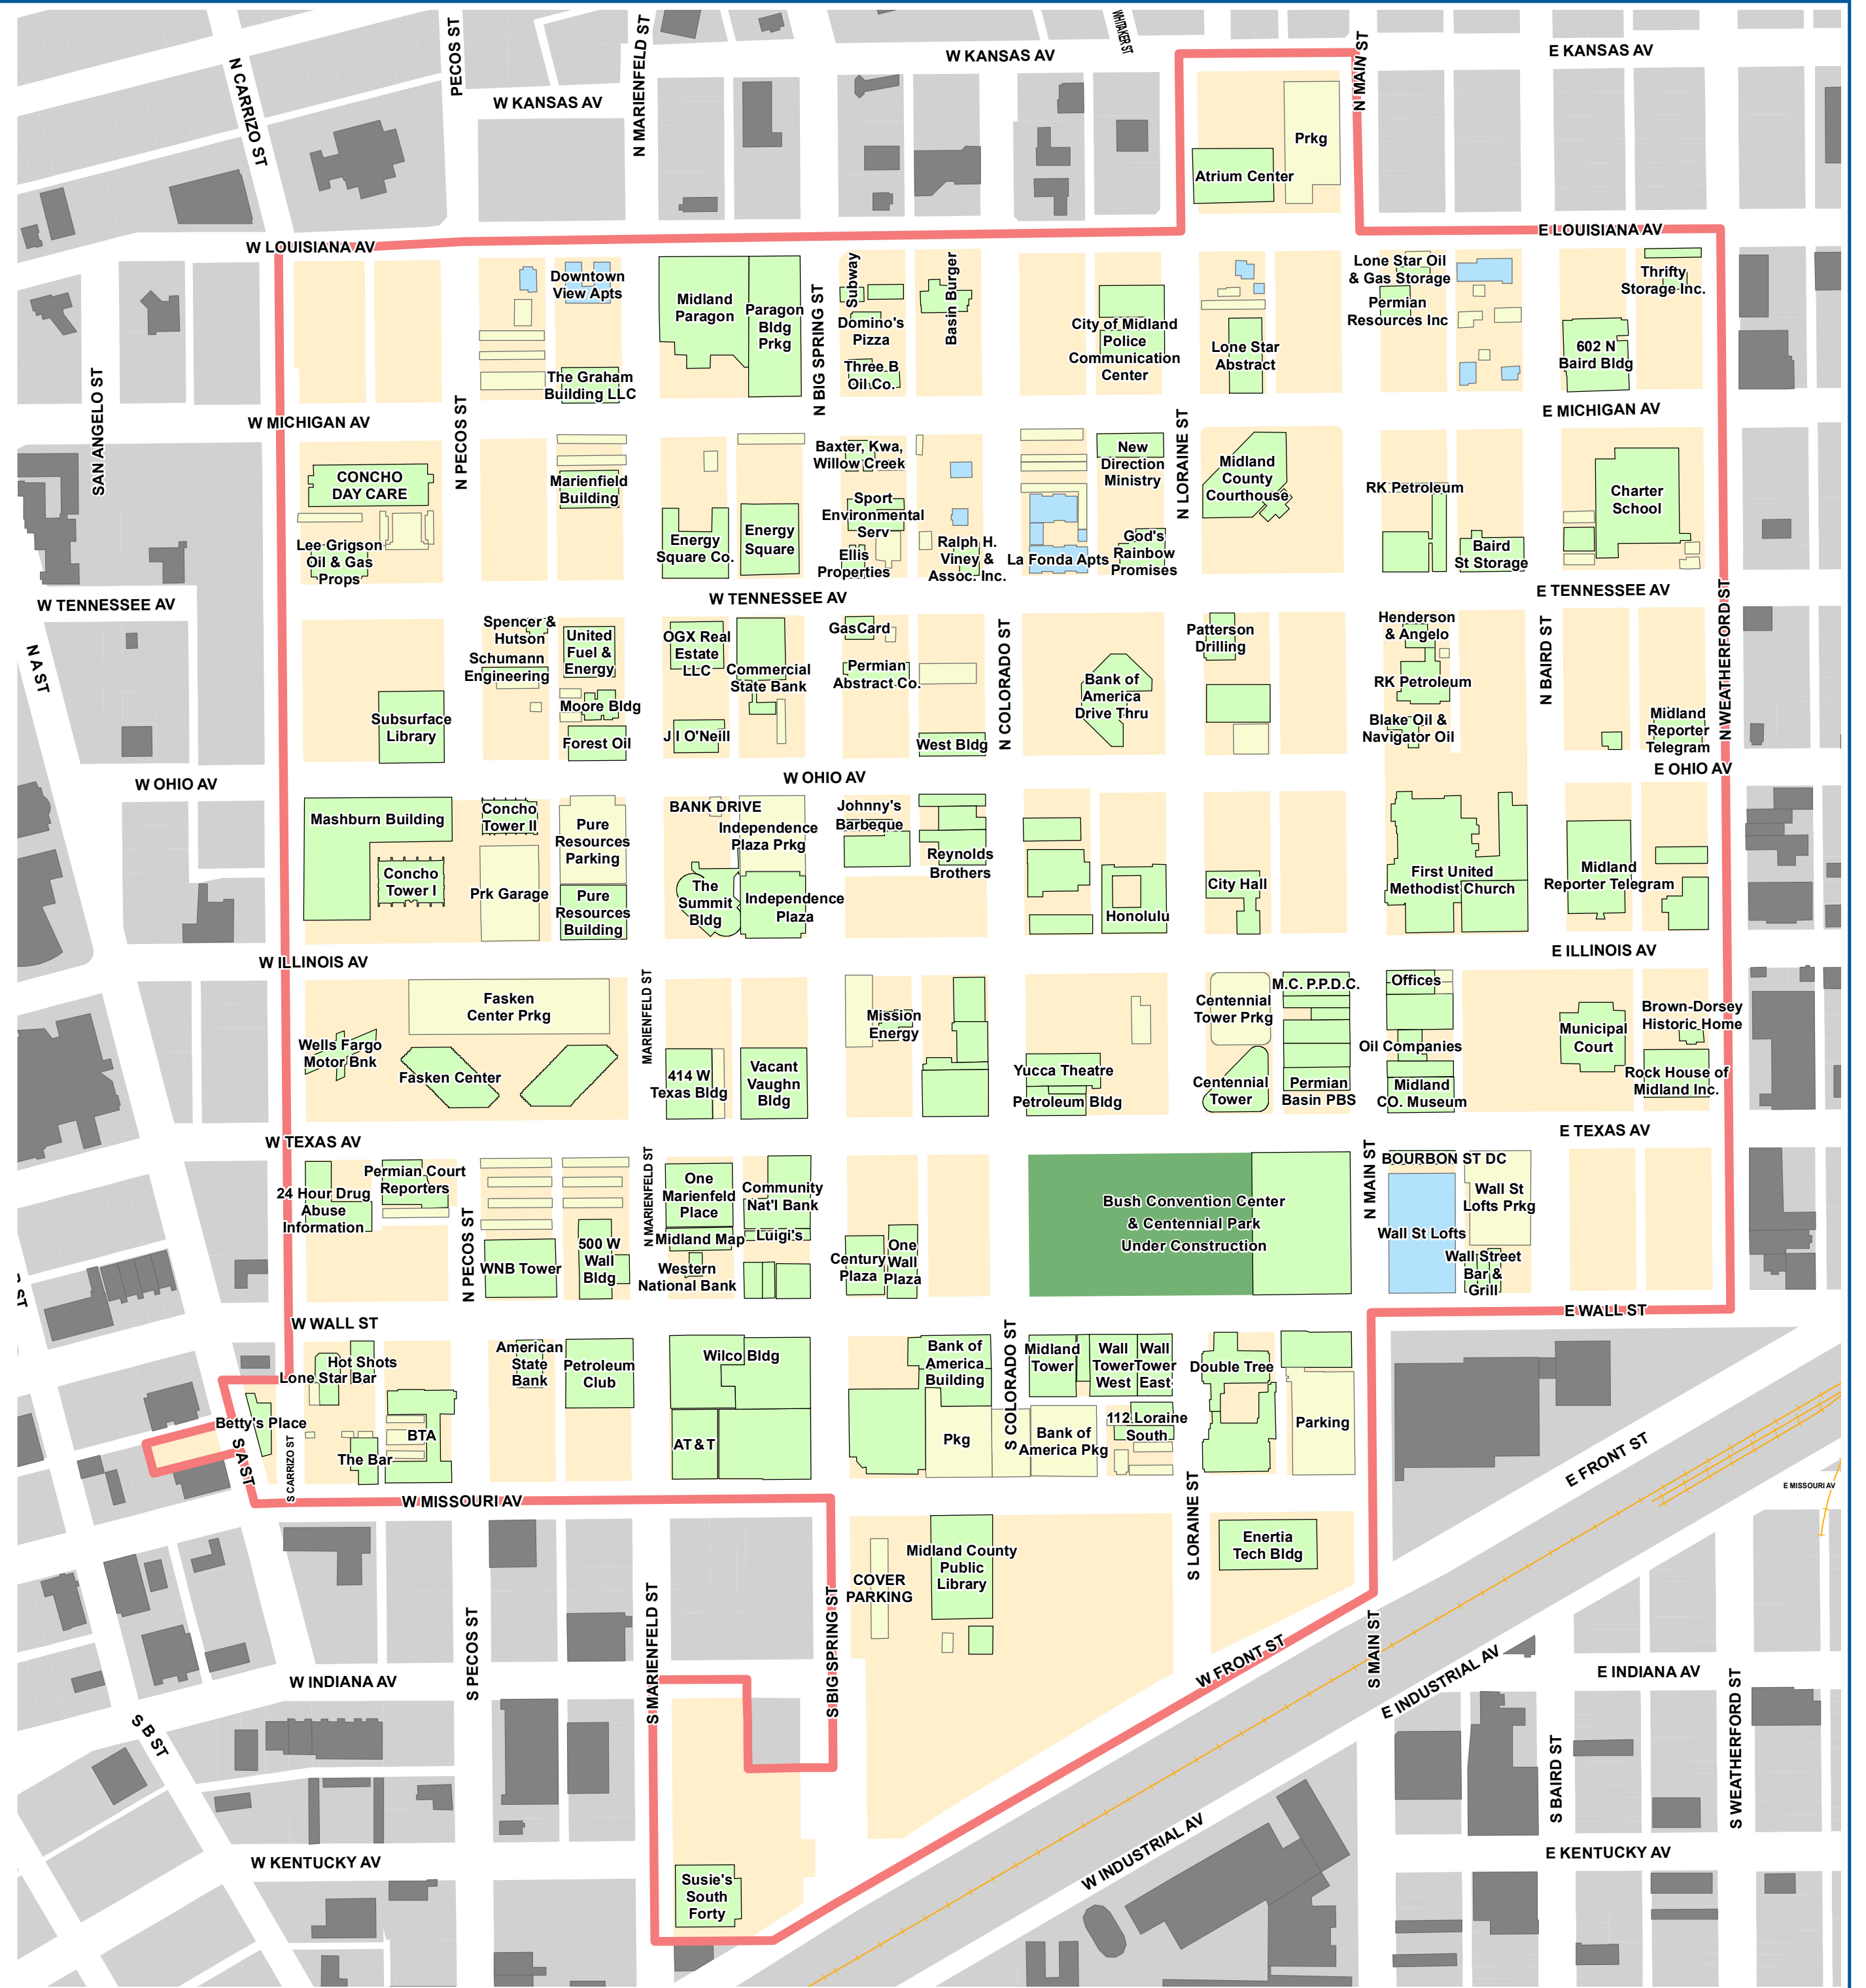 WHITAKER ST
W KANSAS AV
E KANSAS AV
N CARRIZO ST
PECOS ST
N MARIENFELD ST
N MAIN ST
W KANSAS AV
Prkg
Atrium Center
W LOUISIANA AV
E LOUISIANA AV
Downtown
View Apts
Midland
Paragon
Paragon
Bldg
Prkg
N BIG SPRING ST
Subway
Domino's
Pizza
Three B
Oil Co.
Basin Burger
City of Midland
Police
Communication
Center
Lone Star
Abstract
Lone Star Oil
& Gas Storage
Permian
Resources Inc
Thrifty
Storage Inc.
602 N
Baird Bldg
The Graham
Building LLC
SAN ANGELO ST
W MICHIGAN AV
E MICHIGAN AV
N PECOS ST
CONCHO
DAY CARE
Lee Grigson
Oil & Gas
Props
Marienfield
Building
Energy
Square Co.
Energy
Square
Baxter, Kwa,
Willow Creek
Sport
Environmental
Serv
Ellis
Properties
Ralph H.
Viney &
Assoc. Inc.
La Fonda Apts
New
Direction
Ministry
God's
Rainbow
Promises
N LORAINE ST
Midland
County
Courthouse
RK Petroleum
Baird
St Storage
Charter
School
W TENNESSEE AV
W TENNESSEE AV
E TENNESSEE AV
N A ST
Subsurface
Library
Spencer &
Hutson
Schumann
Engineering
United
Fuel &
Energy
Moore Bldg
Forest Oil
OGX Real
Estate
LLC
Commercial
State Bank
J I O'Neill
GasCard
Permian
Abstract Co.
West Bldg
N COLORADO ST
Bank of
America
Drive Thru
Patterson
Drilling
Henderson
& Angelo
RK Petroleum
Blake Oil &
Navigator Oil
N BAIRD ST
Midland
Reporter
Telegram
N WEATHERFORD ST
W OHIO AV
W OHIO AV
E OHIO AV
Mashburn Building
Concho
Tower I
Concho
Tower II
Prk Garage
Pure
Resources
Parking
Pure
Resources
Building
BANK DRIVE
Independence
Plaza Prkg
The
Summit
Bldg
Independence
Plaza
Johnny's
Barbeque
Reynolds
Brothers
Honolulu
City Hall
First United
Methodist Church
Midland
Reporter Telegram
W ILLINOIS AV
E ILLINOIS AV
Fasken
Center Prkg
Wells Fargo
Motor Bnk
Fasken Center
MARIENFELD ST
414 W
Texas Bldg
Vacant
Vaughn
Bldg
Mission
Energy
Yucca Theatre
Petroleum Bldg
Centennial
Tower Prkg
Centennial
Tower
M.C. P.P.D.C.
Permian
Basin PBS
Offices
Oil Companies
Midland
CO. Museum
Municipal
Court
Brown-Dorsey
Historic Home
Rock House of
Midland Inc.
W TEXAS AV
E TEXAS AV
24 Hour Drug
Abuse
Information
Permian Court
Reporters
N PECOS ST
WNB Tower
500 W
Wall
Bldg
N MARIENFELD ST
One
Marienfeld
Place
Midland Map
Western
National Bank
Community
Nat'l Bank
Luigi's
Century
Plaza
One
Wall
Plaza
Bush Convention Center
& Centennial Park
Under Construction
N MAIN ST
BOURBON ST DC
Wall St
Lofts Prkg
Wall St Lofts
Wall Street
Bar &
Grill
W WALL ST
E WALL ST
Hot Shots
Lone Star Bar
Betty's Place
S A ST
S CARRIZO ST
The Bar
BTA
American
State
Bank
Petroleum
Club
Wilco Bldg
AT & T
Bank of
America
Building
Pkg
S COLORADO ST
Midland
Tower
Wall
Tower
West
Wall
Tower
East
Bank of
America Pkg
112 Loraine
South
Double Tree
Parking
S LORAINE ST
E FRONT ST
E MISSOURI AV
W MISSOURI AV
Midland County
Public
Library
COVER
PARKING
Enertia
Tech Bldg
S PECOS ST
S MARIENFELD ST
S BIG SPRING ST
W FRONT ST
S MAIN ST
E INDUSTRIAL AV
W INDIANA AV
E INDIANA AV
S B ST
S BAIRD ST
S WEATHERFORD ST
W INDUSTRIAL AV
W KENTUCKY AV
E KENTUCKY AV
Susie's
South
Forty